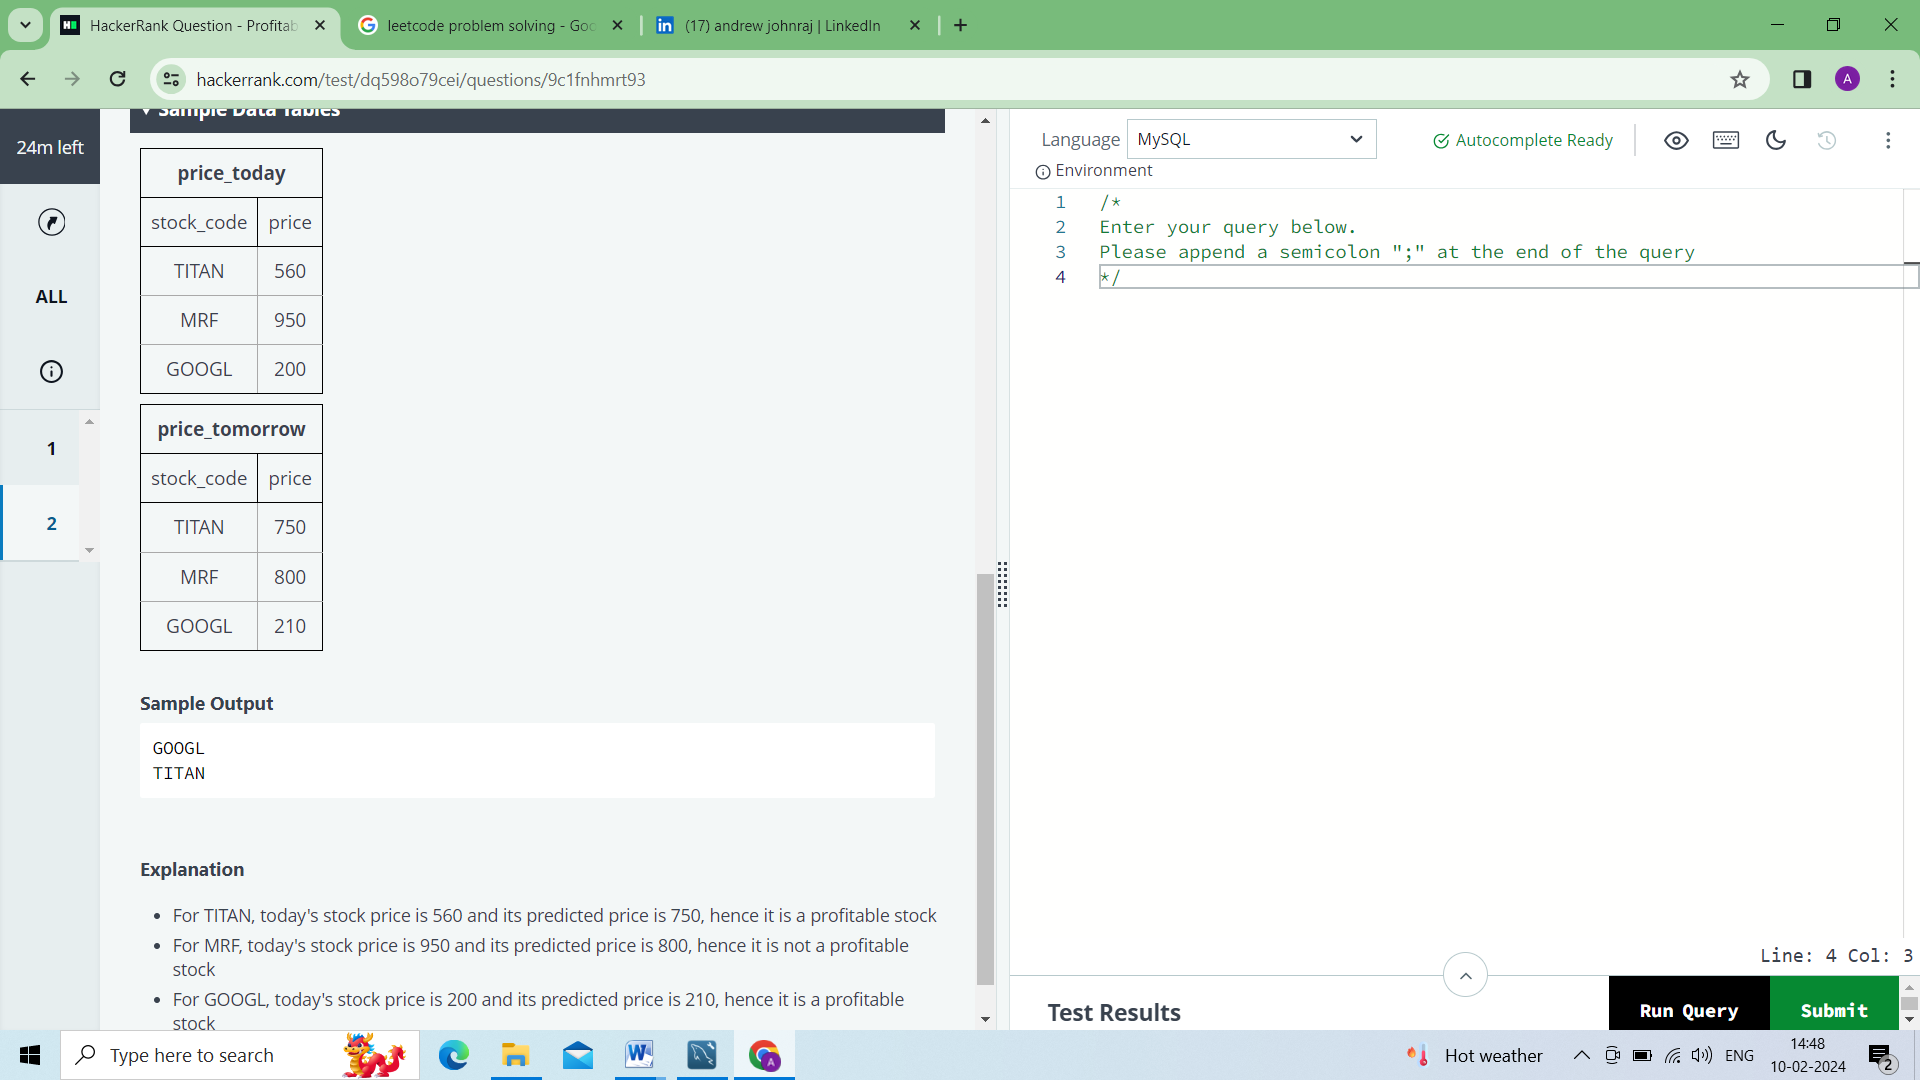 HackerRank Question - Profitab
leetcode problem solving - Goo
(17) andrew johnraj | LinkedIn
hackerrank.com/test/dq598o79cei/questions/9c1fnhmrt93
A
24m left
ALL
1
2
Sample Data Tables
price_today
stock_code price
TITAN 560
MRF 950
GOOGL 200
price_tomorrow
stock_code price
TITAN 750
MRF 800
GOOGL 210
Sample Output
GOOGL
TITAN
Explanation
For TITAN, today's stock price is 560 and its predicted price is 750, hence it is a profitable stock
For MRF, today's stock price is 950 and its predicted price is 800, hence it is not a profitable
stock
For GOOGL, today's stock price is 200 and its predicted price is 210, hence it is a profitable
stock
Language MySQL
Autocomplete Ready
Environment
1 /*
2 Enter your query below.
3 Please append a semicolon ";" at the end of the query
4 */
Line: 4 Col: 3
Test Results
Run Query
Submit
Type here to search
Hot weather
ENG
14:48
10-02-2024
2